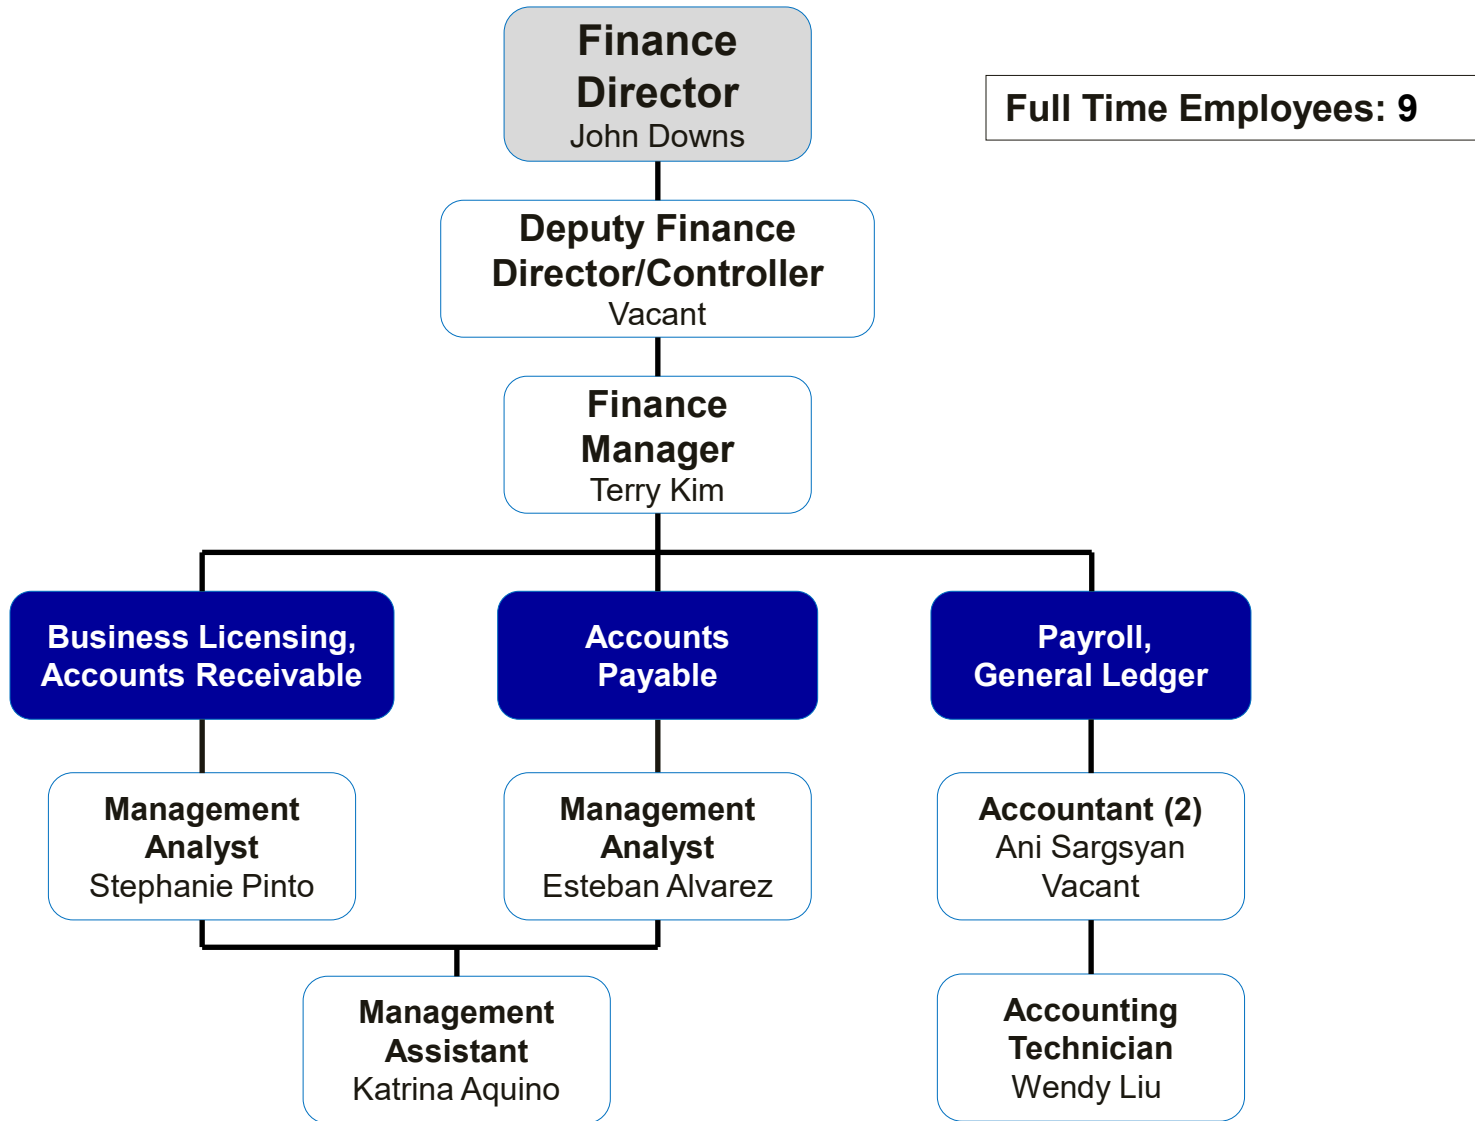 Finance
Director
John Downs
Full Time Employees: 9
Deputy Finance
Director/Controller
Vacant
Finance
Manager
Terry Kim
Business Licensing,
Accounts Receivable
Accounts
Payable
Payroll,
General Ledger
Management
Analyst
Stephanie Pinto
Management
Analyst
Esteban Alvarez
Accountant (2)
Ani Sargsyan
Vacant
Management
Assistant
Katrina Aquino
Accounting
Technician
Wendy Liu